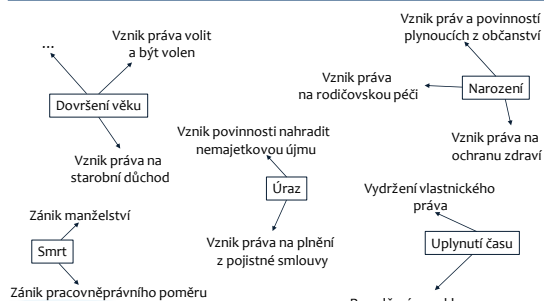 ...
Vznik práva volit
a být volen
Dovršení věku
Vznik práva na
starobní důchod
Vznik práv a povinností
plynoucích z občanství
Vznik práva
na rodičovskou péči
Narození
Vznik práva na
ochranu zdraví
Vznik povinnosti nahradit
nemajetkovou újmu
Úraz
Vznik práva na plnění
z pojistné smlouvy
Vydržení vlastnického
práva
Uplynutí času
Zánik manželství
Smrt
Zánik pracovněprávního poměru